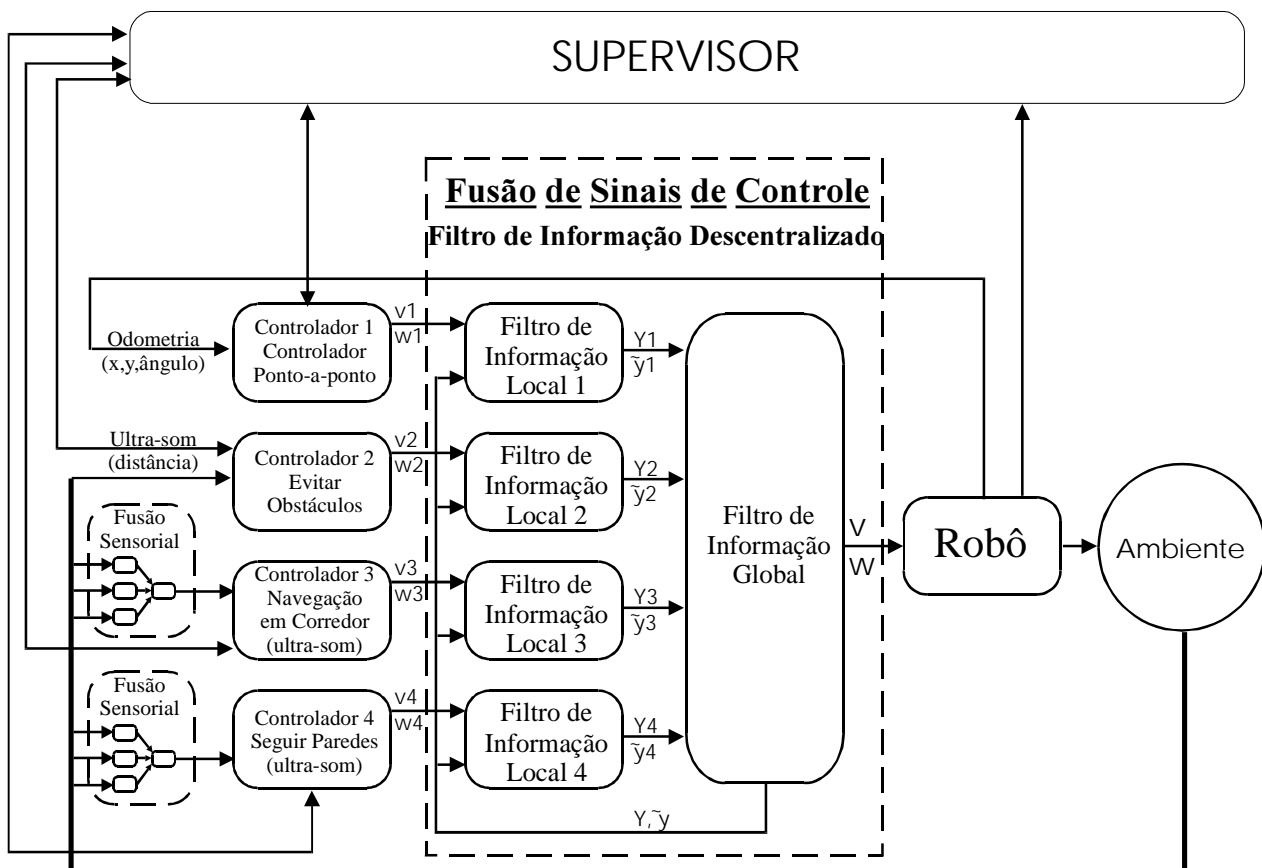 SUPERVISOR
Fusão de Sinais de Controle
Filtro de Informação Descentralizado
Odometria
(x,y,ângulo)
Controlador 1
Controlador
Ponto-a-ponto
v1
w1
Filtro de
Informação
Local 1
Y1
ỹ1
Ultra-som
(distância)
Controlador 2
Evitar
Obstáculos
v2
w2
Filtro de
Informação
Local 2
Y2
ỹ2
Fusão
Sensorial
Controlador 3
Navegação
em Corredor
(ultra-som)
v3
w3
Filtro de
Informação
Local 3
Y3
ỹ3
Fusão
Sensorial
Controlador 4
Seguir Paredes
(ultra-som)
v4
w4
Filtro de
Informação
Local 4
Y4
ỹ4
Filtro de
Informação
Global
Y,ỹ
V
W
Robô
Ambiente